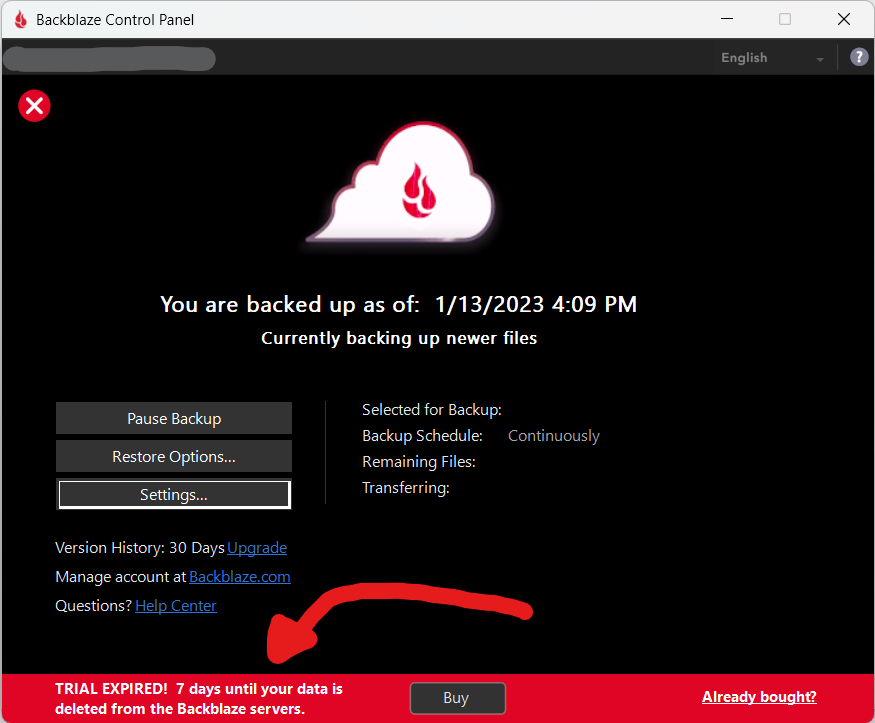 Backblaze Control Panel
English
?
You are backed up as of: 1/13/2023 4:09 PM
Currently backing up newer files
Pause Backup
Restore Options...
Settings...
Selected for Backup:
Backup Schedule: Continuously
Remaining Files:
Transferring:
Version History: 30 Days Upgrade
Manage account at Backblaze.com
Questions? Help Center
TRIAL EXPIRED! 7 days until your data is
deleted from the Backblaze servers.
Buy
Already bought?